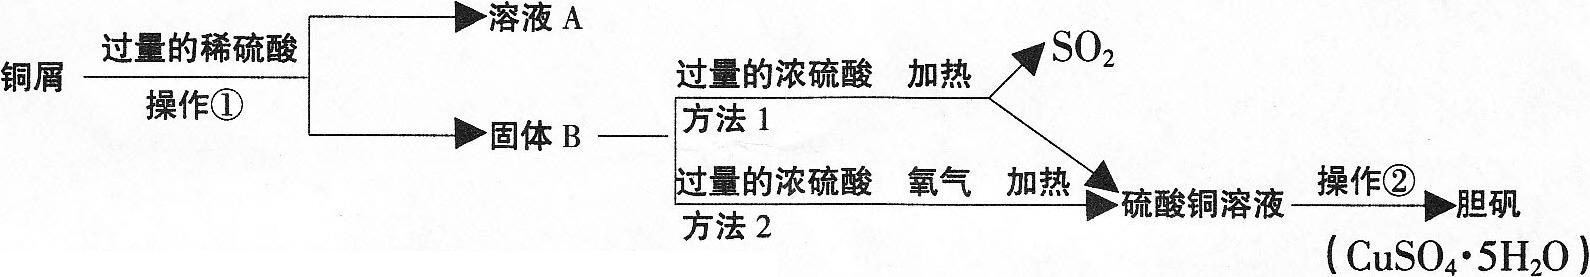 溶液 A
铜屑
过量的稀硫酸
操作①
固体 B
过量的浓硫酸 加热
方法 1
SO₂
过量的浓硫酸 氧气 加热
方法 2
硫酸铜溶液
操作②
胆矾
(CuSO₄·5H₂O)